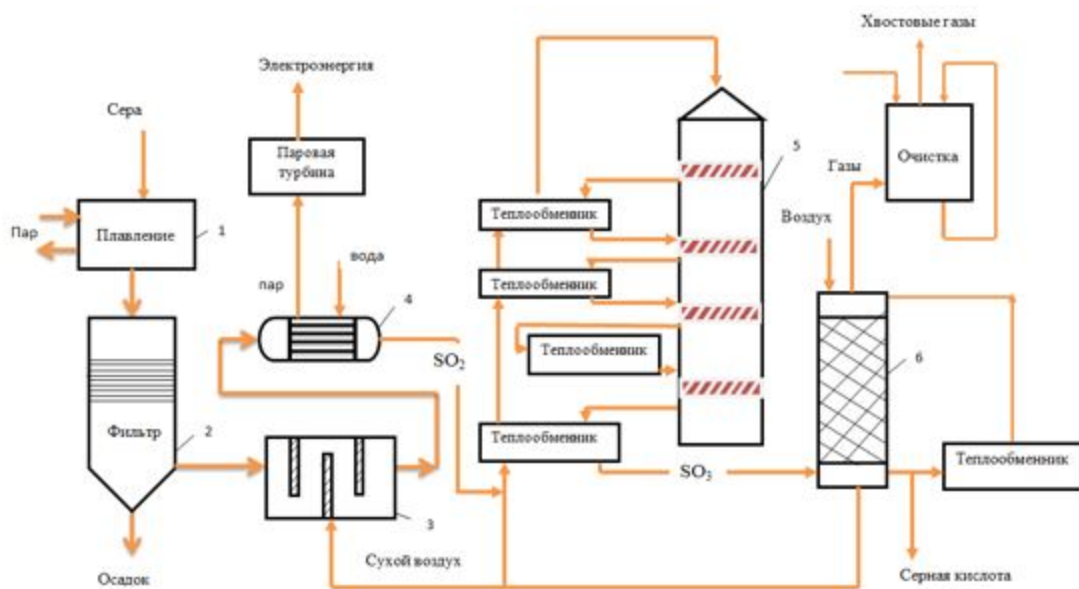 Хвостовые газы
Электроэнергия
Сера
Паровая
турбина
Очистка
5
Газы
Теплообменник
Воздух
Пар
Плавление
1
вода
пар
4
Теплообменник
SO₂
Теплообменник
6
Фильтр
2
Теплообменник
SO₃
Теплообменник
3
Сухой воздух
Осадок
Серная кислота